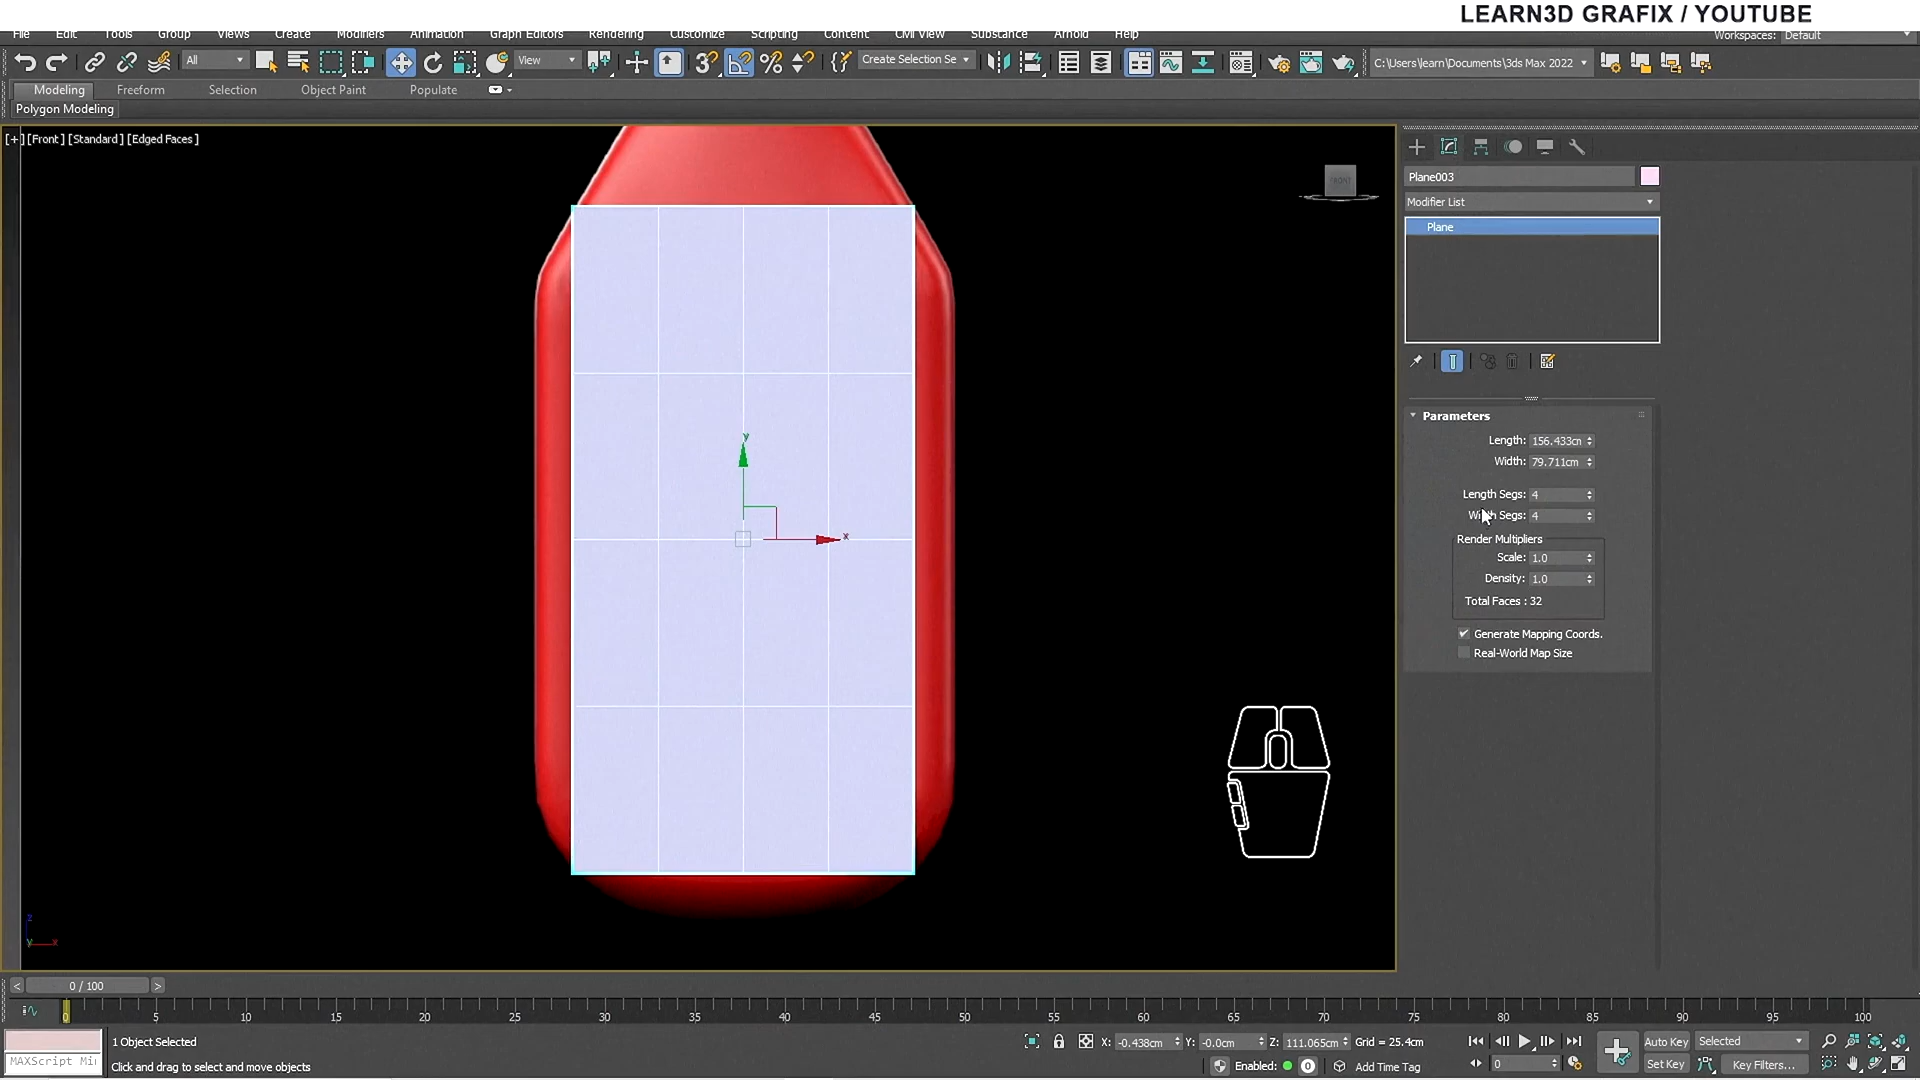 LEARN3D GRAFIX / YOUTUBE
File Edit Tools Group Views Create Modifiers Animation Graph Editors Rendering Customize Scripting Content Civil View Substance Arnold Help Workspaces: Default
All View Create Selection Se C:\Users\learn\Documents\3ds Max 2022
Modeling Freeform Selection Object Paint Populate
Polygon Modeling
[+] [Front] [Standard] [Edged Faces]
FRONT
Plane003
Modifier List
Plane
Parameters
Length: 156.433cm
Width: 79.711cm
Length Segs: 4
Width Segs: 4
Render Multipliers
Scale: 1.0
Density: 1.0
Total Faces : 32
Generate Mapping Coords.
Real-World Map Size
y
x
z
y x
< 0 / 100 >
0 5 10 15 20 25 30 35 40 45 50 55 60 65 70 75 80 85 90 95 100
1 Object Selected X: -0.438cm Y: -0.0cm Z: 111.065cm Grid = 25.4cm Auto Key Selected
MAXScript Mi Click and drag to select and move objects Enabled: 0 Add Time Tag 0 Set Key Key Filters...